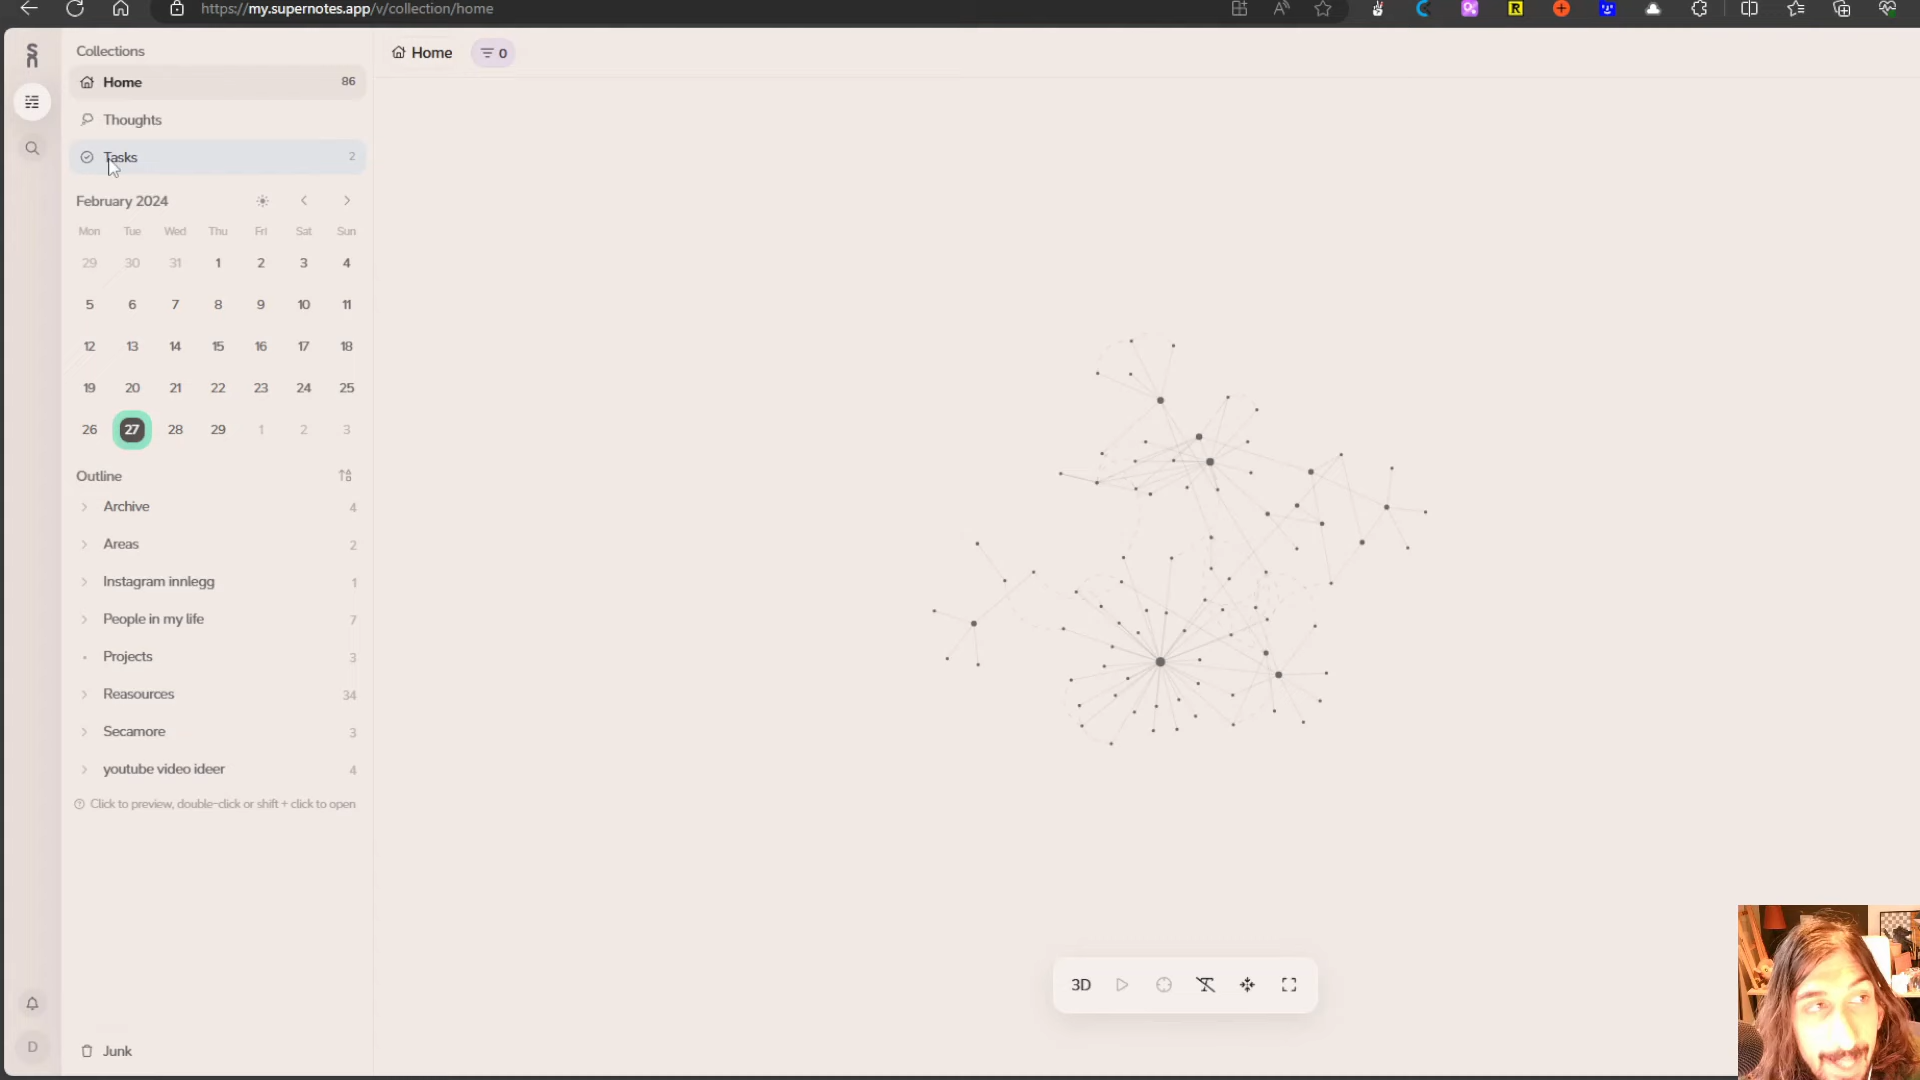 https://my.supernotes.app/v/collection/home
Collections
Home 86
Thoughts
Tasks 2
February 2024
Mon Tue Wed Thu Fri Sat Sun
29 30 31 1 2 3 4
5 6 7 8 9 10 11
12 13 14 15 16 17 18
19 20 21 22 23 24 25
26 27 28 29 1 2 3
Outline
Archive 4
Areas 2
Instagram innlegg 1
People in my life 7
Projects 3
Reasources 34
Secamore 3
youtube video ideer 4
Click to preview, double-click or shift + click to open
D
Junk
Home 0
3D